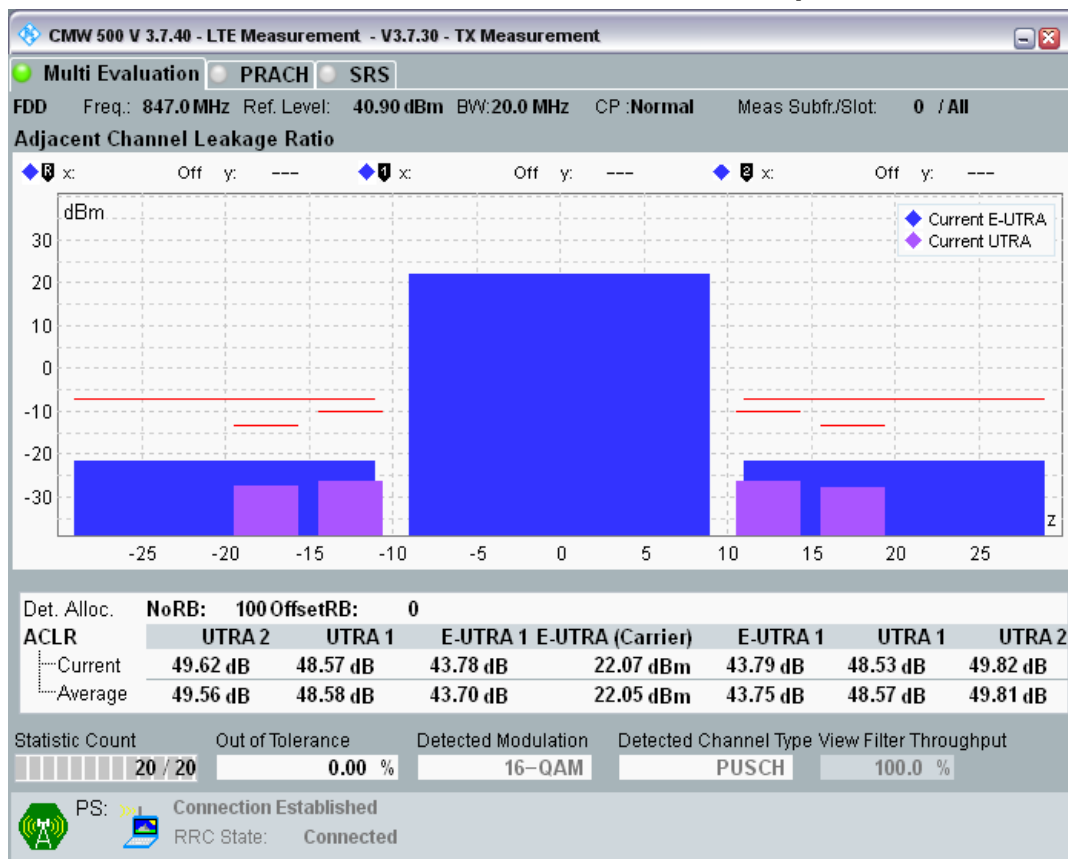 CMW 500 V 3.7.40 - LTE Measurement - V3.7.30 - TX Measurement
Multi Evaluation PRACH SRS
FDD Freq.: 847.0 MHz Ref. Level: 40.90 dBm BW:20.0 MHz CP :Normal Meas Subfr./Slot: 0 / All
Adjacent Channel Leakage Ratio
R x: Off y: --- 1 x: Off y: --- 2 x: Off y: ---
dBm
Current E-UTRA
Current UTRA
30
20
10
0
-10
-20
-30
z
-25 -20 -15 -10 -5 0 5 10 15 20 25
Det. Alloc. NoRB: 100 OffsetRB: 0
ACLR UTRA 2 UTRA 1 E-UTRA 1 E-UTRA (Carrier) E-UTRA 1 UTRA 1 UTRA 2
Current 49.62 dB 48.57 dB 43.78 dB 22.07 dBm 43.79 dB 48.53 dB 49.82 dB
Average 49.56 dB 48.58 dB 43.70 dB 22.05 dBm 43.75 dB 48.57 dB 49.81 dB
Statistic Count Out of Tolerance Detected Modulation Detected Channel Type View Filter Throughput
20 / 20 0.00 % 16-QAM PUSCH 100.0 %
PS: Connection Established
RRC State: Connected